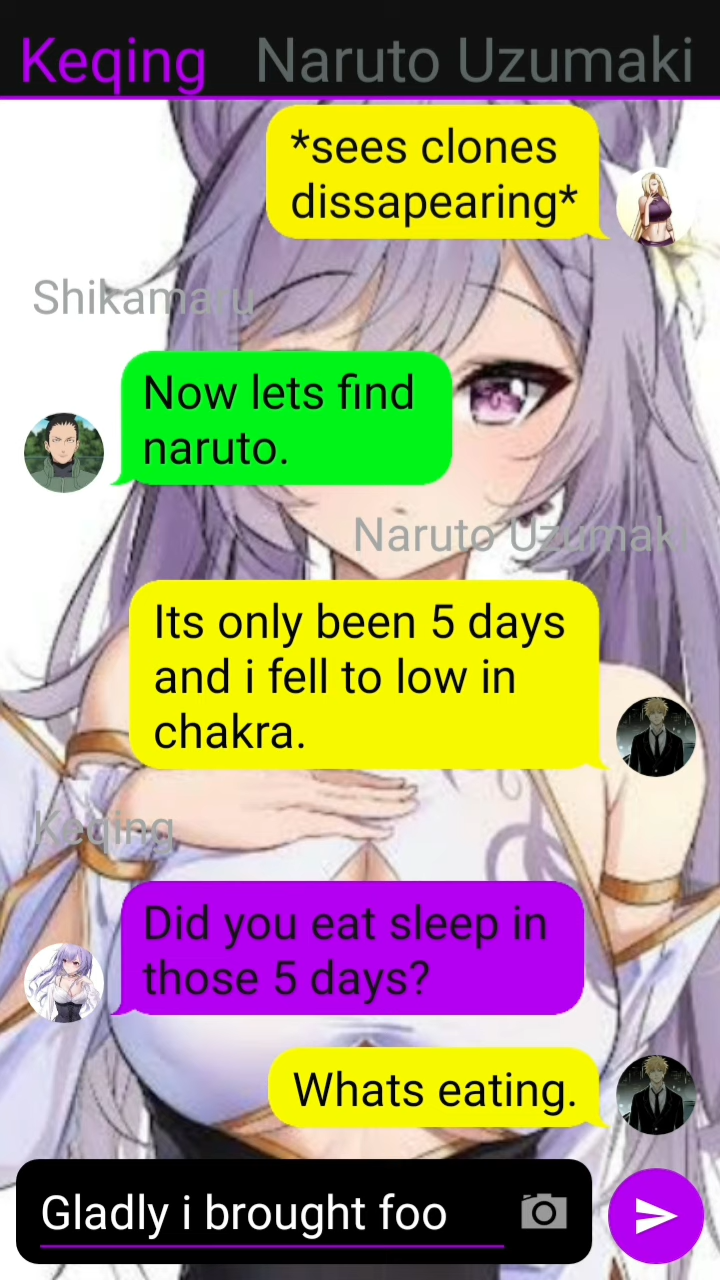 Keqing Naruto Uzumaki
*sees clones
dissapearing*
Shikamaru
Now lets find
naruto.
Naruto Uzumaki
Its only been 5 days
and i fell to low in
chakra.
Keqing
Did you eat sleep in
those 5 days?
Whats eating.
Gladly i brought foo